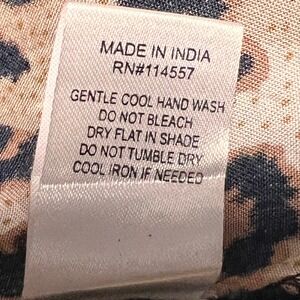 MADE IN INDIA
RN#114557
GENTLE COOL HAND WASH
DO NOT BLEACH
DRY FLAT IN SHADE
DO NOT TUMBLE DRY
COOL IRON IF NEEDED